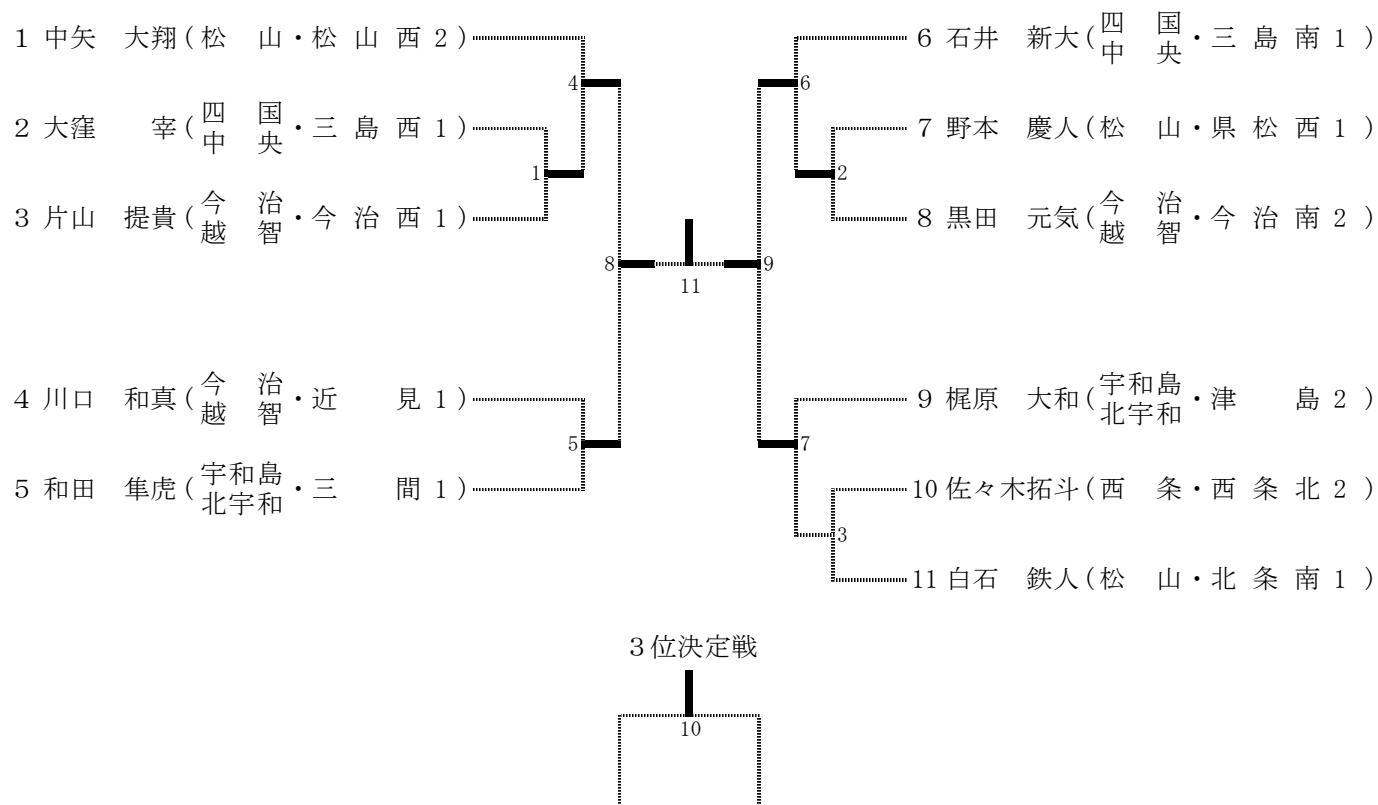 1 中矢　大翔(松　山・松 山 西 2 )
2 大窪　　宰(四　国中　央・三 島 西 1 )
3 片山　提貴(今　治越　智・今 治 西 1 )
4 川口　和真(今　治越　智・近　　見 1 )
5 和田　隼虎(宇和島北宇和・三　　間 1 )
6 石井　新大(四　国中　央・三 島 南 1 )
7 野本　慶人(松　山・県 松 西 1 )
8 黒田　元気(今　治越　智・今 治 南 2 )
9 梶原　大和(宇和島北宇和・津　　島 2 )
10 佐々木拓斗(西　条・西 条 北 2 )
11 白石　鉄人(松　山・北 条 南 1 )
4
1
8
5
11
6
2
9
7
3
３位決定戦
10